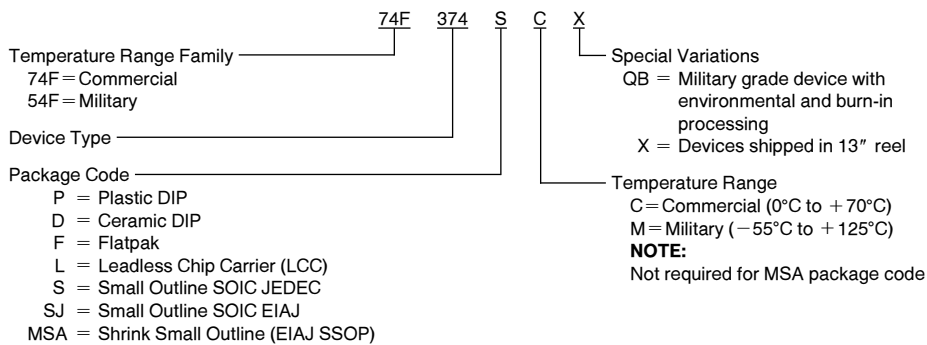 74F 374 S C X
Temperature Range Family
74F = Commercial
54F = Military
Device Type
Package Code
P = Plastic DIP
D = Ceramic DIP
F = Flatpak
L = Leadless Chip Carrier (LCC)
S = Small Outline SOIC JEDEC
SJ = Small Outline SOIC EIAJ
MSA = Shrink Small Outline (EIAJ SSOP)
Special Variations
QB = Military grade device with
environmental and burn-in
processing
X = Devices shipped in 13″ reel
Temperature Range
C = Commercial (0°C to +70°C)
M = Military (−55°C to +125°C)
NOTE:
Not required for MSA package code